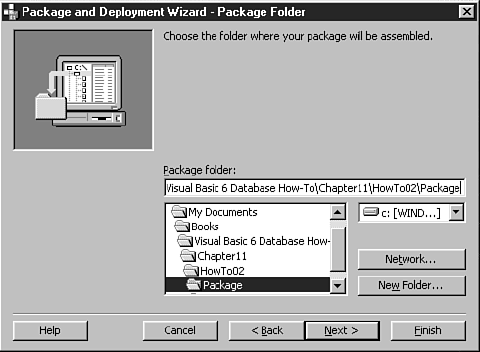 Package and Deployment Wizard - Package Folder
Choose the folder where your package will be assembled.
C:\
Package folder:
Visual Basic 6 Database How-To\Chapter11\HowTo02\Package
My Documents
Books
Visual Basic 6 Database How-
Chapter11
HowTo02
Package
c: [WIND...]
Network...
New Folder...
Help
Cancel
< Back
Next >
Finish